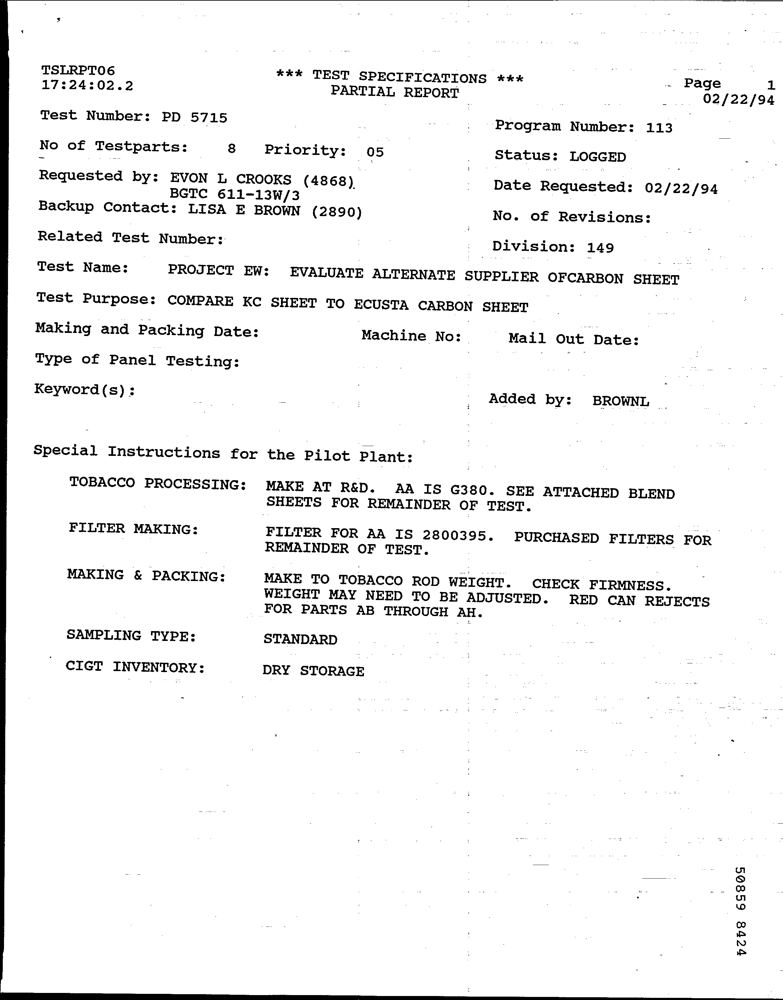 TSLRPT06 *** TEST SPECIFICATIONS *** Page 1
17:24:02.2 PARTIAL REPORT 02/22/94
Test Number: PD 5715 Program Number: 113
No of Testparts: 8 Priority: 05 Status: LOGGED
Requested by: EVON L CROOKS (4868) Date Requested: 02/22/94
BGTC 611-13W/3
Backup Contact: LISA E BROWN (2890) No. of Revisions:
Related Test Number: Division: 149
Test Name: PROJECT EW: EVALUATE ALTERNATE SUPPLIER OFCARBON SHEET
Test Purpose: COMPARE KC SHEET TO ECUSTA CARBON SHEET
Making and Packing Date: Machine No: Mail Out Date:
Type of Panel Testing:
Keyword(s): Added by: BROWNL
Special Instructions for the Pilot Plant:
TOBACCO PROCESSING: MAKE AT R&D. AA IS G380. SEE ATTACHED BLEND
SHEETS FOR REMAINDER OF TEST.
FILTER MAKING: FILTER FOR AA IS 2800395. PURCHASED FILTERS FOR
REMAINDER OF TEST.
MAKING & PACKING: MAKE TO TOBACCO ROD WEIGHT. CHECK FIRMNESS.
WEIGHT MAY NEED TO BE ADJUSTED. RED CAN REJECTS
FOR PARTS AB THROUGH AH.
SAMPLING TYPE: STANDARD
CIGT INVENTORY: DRY STORAGE
50859 8424